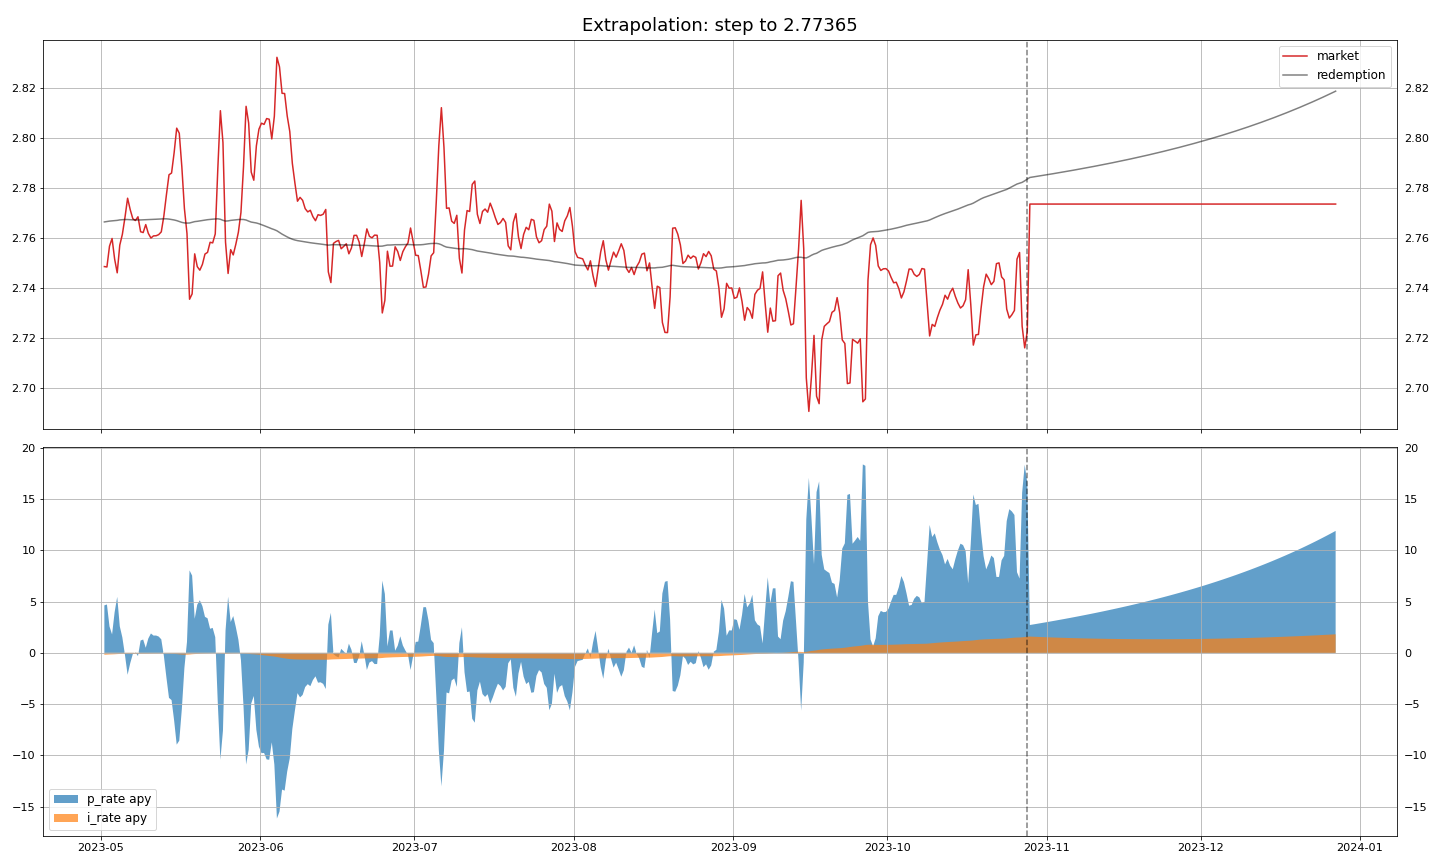 Extrapolation: step to 2.77365
market
redemption
2.82 2.82
2.80 2.80
2.78 2.78
2.76 2.76
2.74 2.74
2.72 2.72
2.70 2.70
20 20
15 15
10 10
5 5
0 0
−5 −5
−10 −10
−15 −15
p_rate apy
i_rate apy
2023-05 2023-06 2023-07 2023-08 2023-09 2023-10 2023-11 2023-12 2024-01